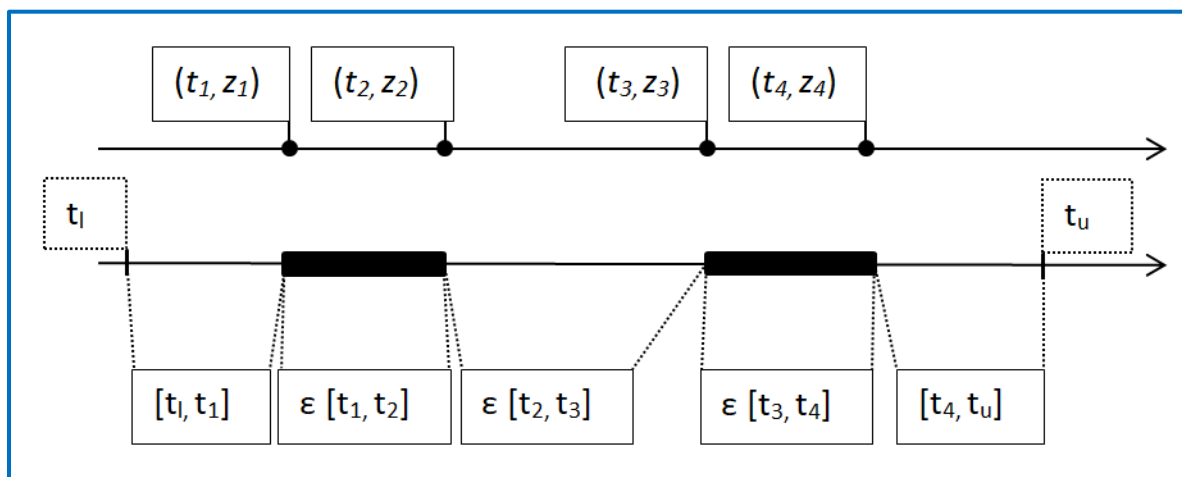 (t₁, z₁) (t₂, z₂) (t₃, z₃) (t₄, z₄)
tₗ tᵤ
[tₗ, t₁] ε [t₁, t₂] ε [t₂, t₃] ε [t₃, t₄] [t₄, tᵤ]